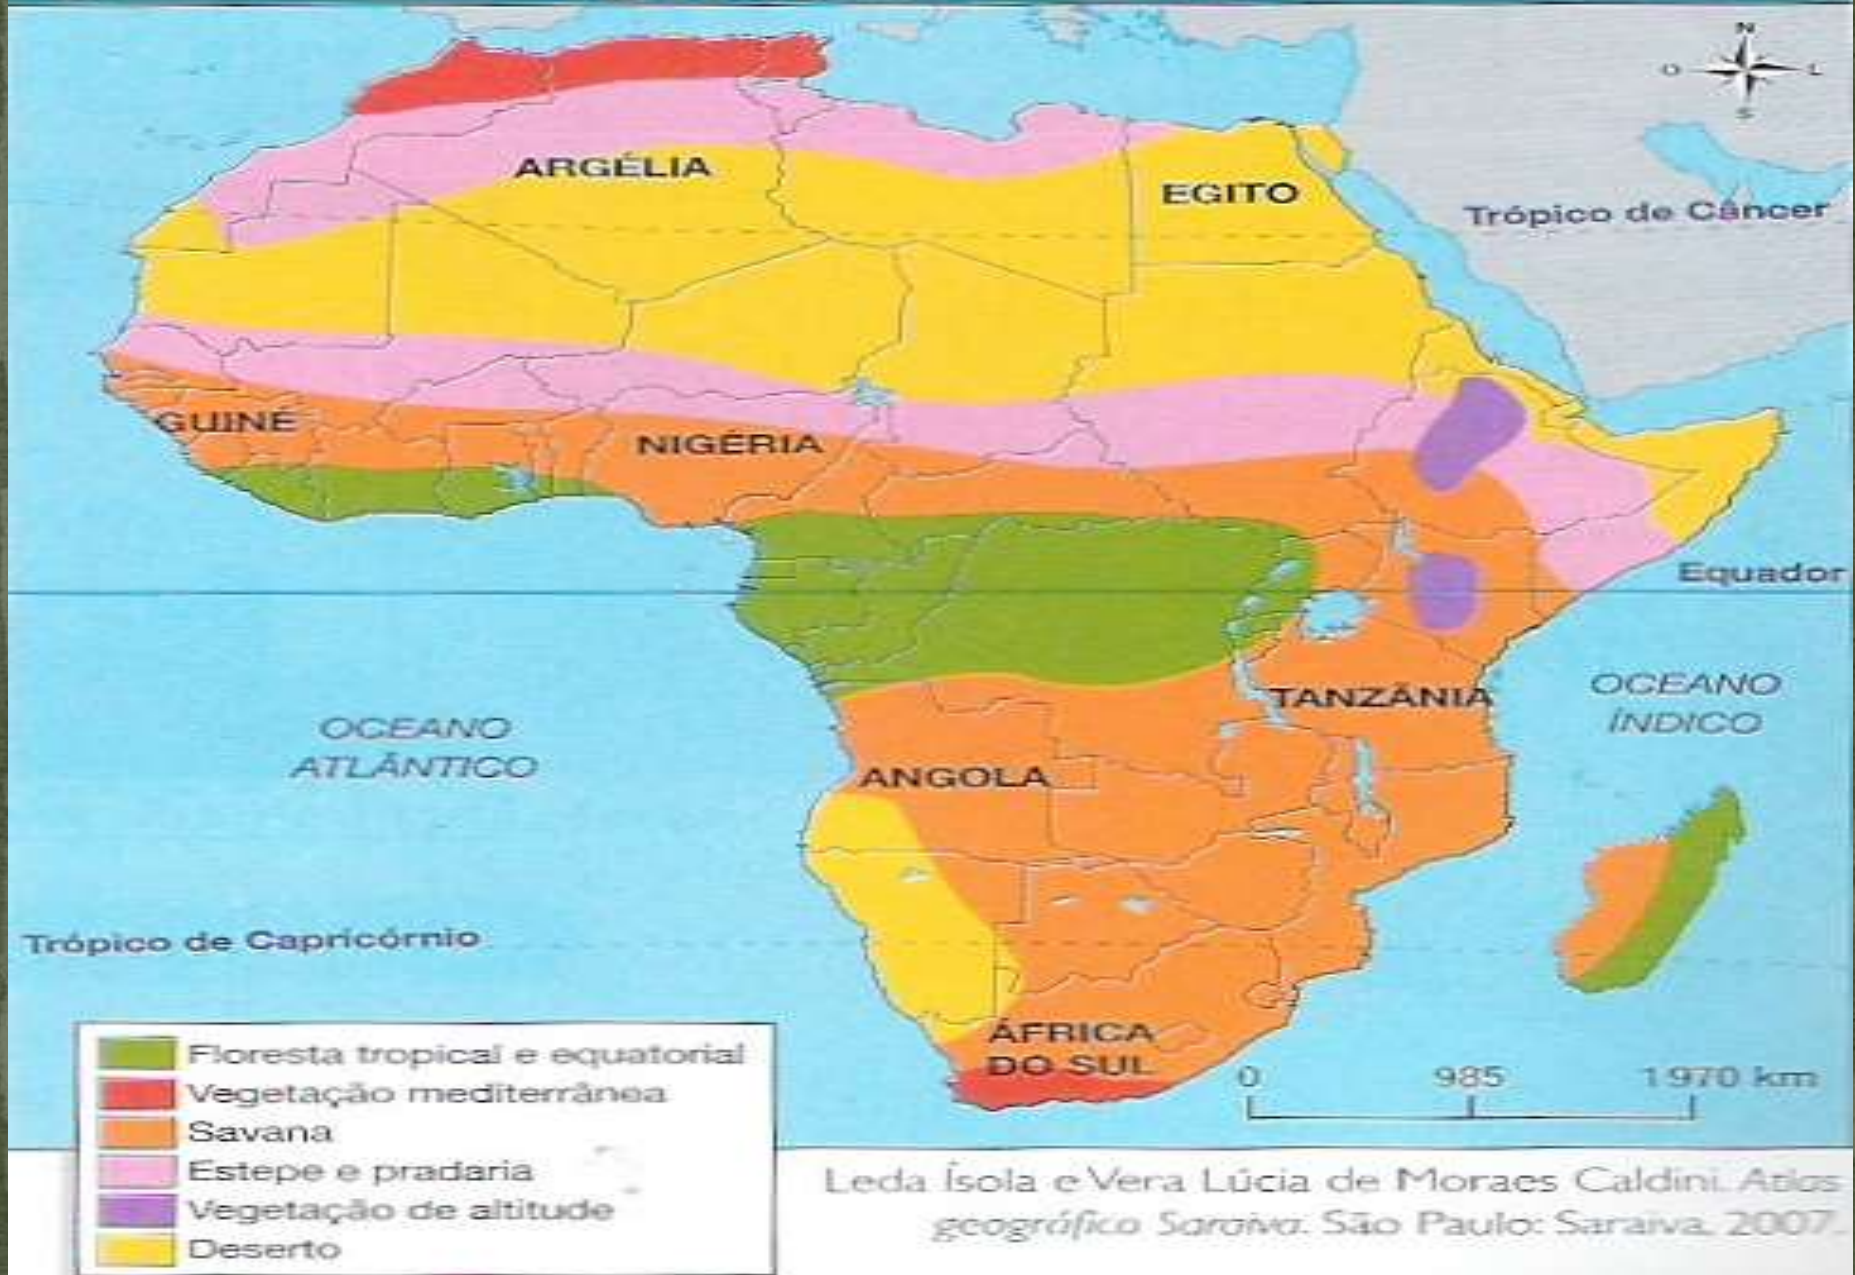 N
O
L
S
ARGÉLIA
EGITO
Trópico de Câncer
GUINÉ
NIGÉRIA
Equador
TANZÂNIA
OCEANO
ÍNDICO
OCEANO
ATLÂNTICO
ANGOLA
Trópico de Capricórnio
ÁFRICA
DO SUL
0 985 1970 km
Floresta tropical e equatorial
Vegetação mediterrânea
Savana
Estepe e pradaria
Vegetação de altitude
Deserto
Leda Ísola e Vera Lúcia de Moraes Caldini. Atlas
geográfico Saraiva. São Paulo: Saraiva, 2007.